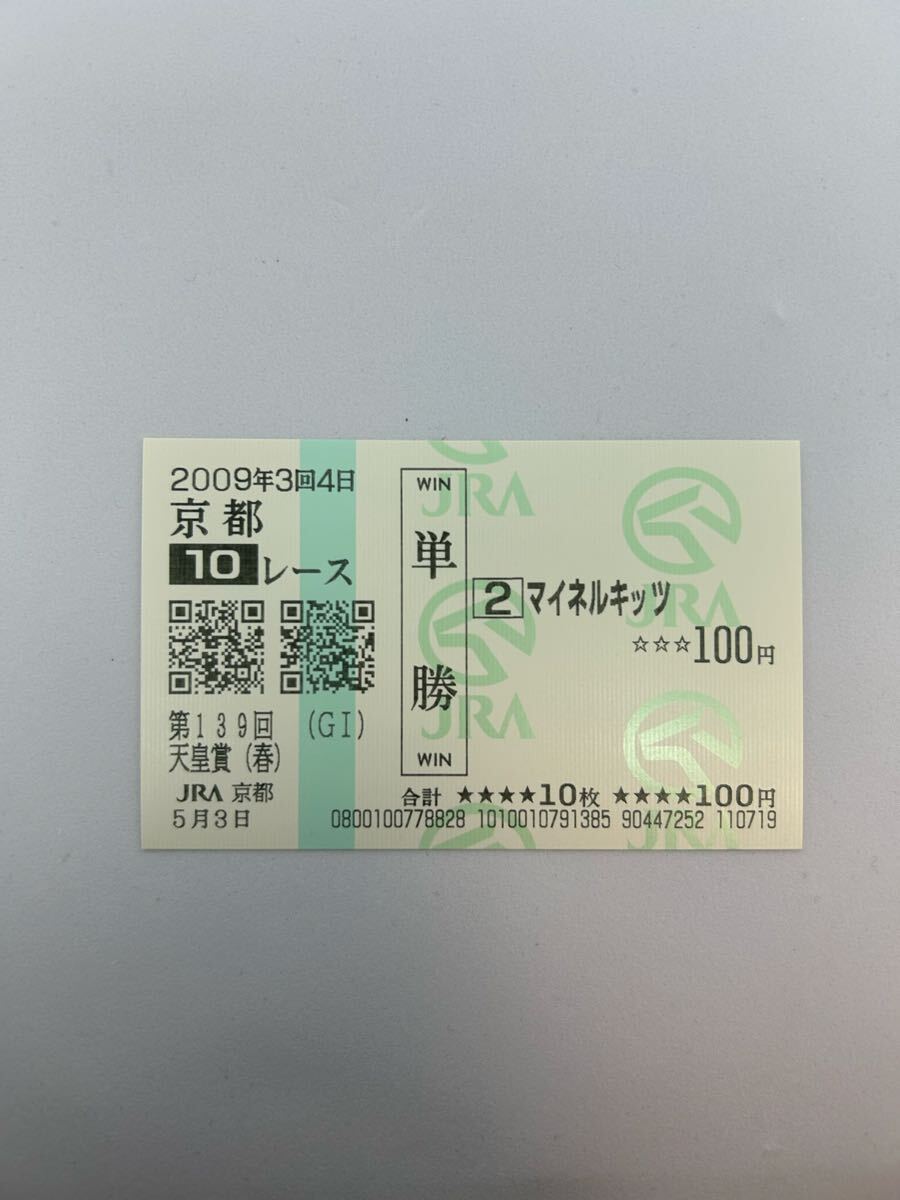 2009年3回4日
京都
10レース
第139回 (GI)
天皇賞(春)
JRA 京都
5月3日
WIN
単勝
WIN
2 マイネルキッツ
☆☆☆100円
合計 ★★★★10枚 ★★★★100円
0800100778828 1010010791385 90447252 110719
JRA
JRA
JRA
JRA